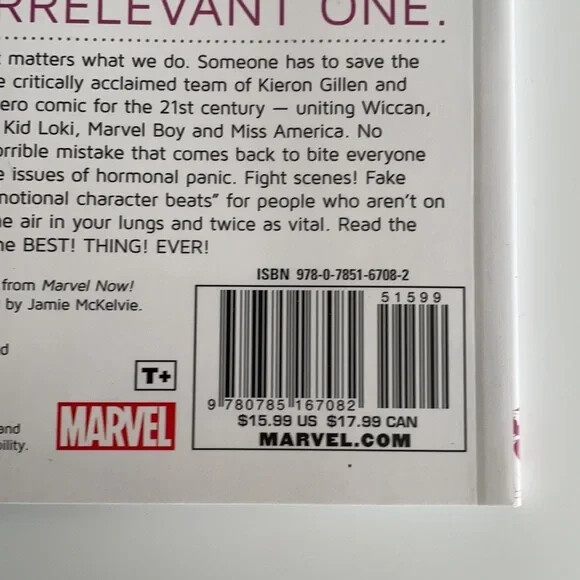 RRELEVANT ONE.
matters what we do. Someone has to save the
critically acclaimed team of Kieron Gillen and
ero comic for the 21st century — uniting Wiccan,
Kid Loki, Marvel Boy and Miss America. No
orrible mistake that comes back to bite everyone
e issues of hormonal panic. Fight scenes! Fake
notional character beats” for people who aren’t on
e air in your lungs and twice as vital. Read the
e BEST! THING! EVER!
from Marvel Now!
by Jamie McKelvie.
d
and
ility.
T+
MARVEL
ISBN 978-0-7851-6708-2
51599
9 780785 167082
$15.99 US $17.99 CAN
MARVEL.COM